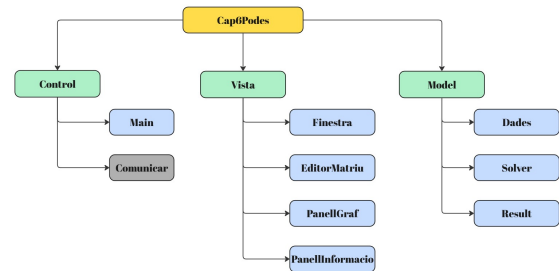 Cap6Podes
Control
Vista
Model
Main
Finestra
Dades
Comunicar
EditorMatriu
Solver
PanellGraf
Result
PanellInformacio